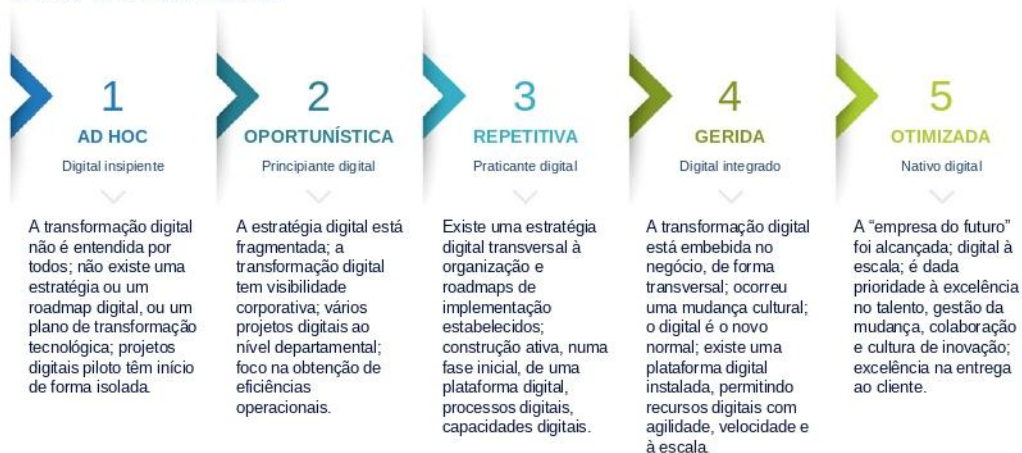 1
AD HOC
Digital insipiente
A transformação digital
não é entendida por
todos; não existe uma
estratégia ou um
roadmap digital, ou um
plano de transformação
tecnológica; projetos
digitais piloto têm início
de forma isolada.
2
OPORTUNÍSTICA
Principiante digital
A estratégia digital está
fragmentada; a
transformação digital
tem visibilidade
corporativa; vários
projetos digitais ao
nível departamental;
foco na obtenção de
eficiências
operacionais.
3
REPETITIVA
Praticante digital
Existe uma estratégia
digital transversal à
organização e
roadmaps de
implementação
estabelecidos;
construção ativa, numa
fase inicial, de uma
plataforma digital,
processos digitais,
capacidades digitais.
4
GERIDA
Digital integrado
A transformação digital
está embebida no
negócio, de forma
transversal; ocorreu
uma mudança cultural;
o digital é o novo
normal; existe uma
plataforma digital
instalada, permitindo
recursos digitais com
agilidade, velocidade e
à escala.
5
OTIMIZADA
Nativo digital
A “empresa do futuro”
foi alcançada; digital à
escala; é dada
prioridade à excelência
no talento, gestão da
mudança, colaboração
e cultura de inovação;
excelência na entrega
ao cliente.